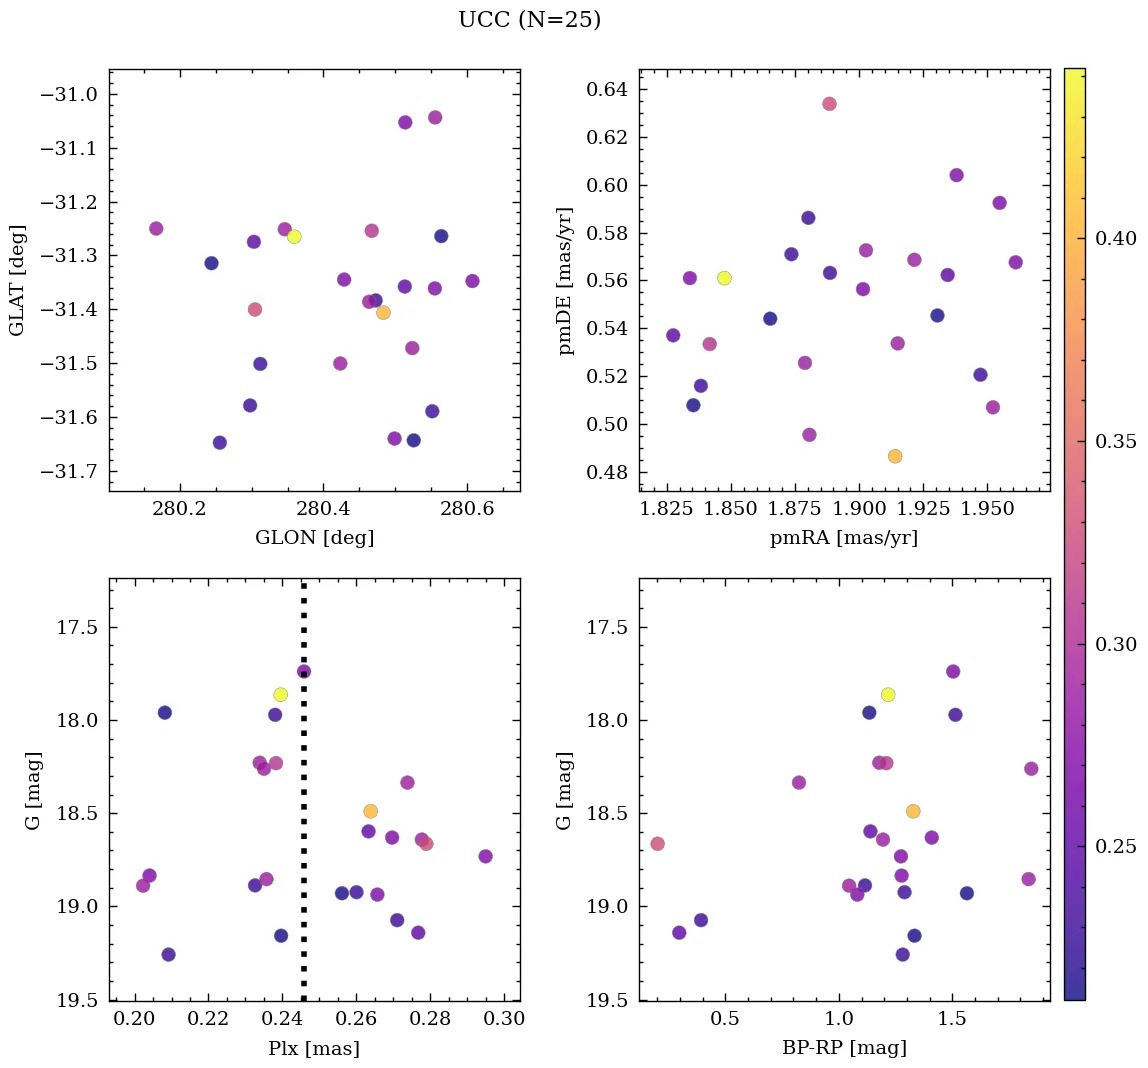 UCC (N=25)
−31.0
−31.1
−31.2
−31.3
−31.4
−31.5
−31.6
−31.7
GLAT [deg]
280.2 280.4 280.6
GLON [deg]
0.64
0.62
0.60
0.58
0.56
0.54
0.52
0.50
0.48
pmDE [mas/yr]
1.825 1.850 1.875 1.900 1.925 1.950
pmRA [mas/yr]
17.5
18.0
18.5
19.0
19.5
G [mag]
0.20 0.22 0.24 0.26 0.28 0.30
Plx [mas]
17.5
18.0
18.5
19.0
19.5
G [mag]
0.5 1.0 1.5
BP-RP [mag]
0.40
0.35
0.30
0.25